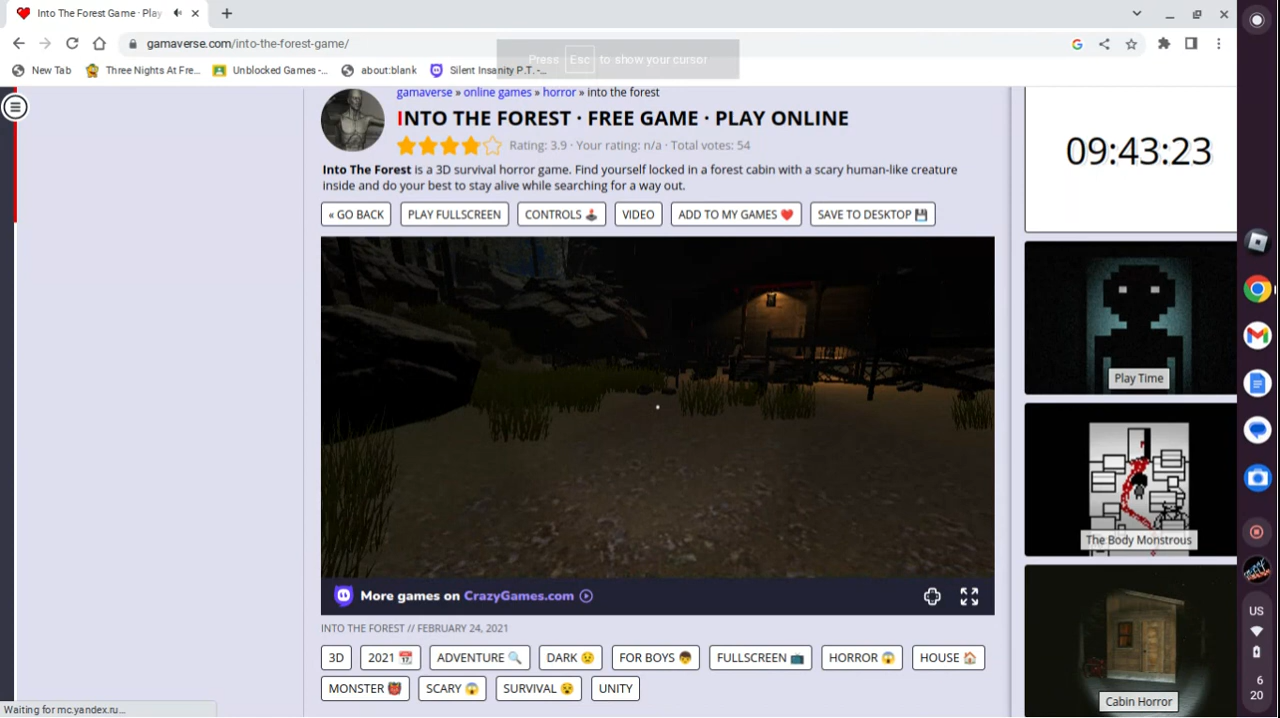 Into The Forest Game · Play
gamaverse.com/into-the-forest-game/
New Tab
Three Nights At Fre...
Unblocked Games -...
about:blank
Silent Insanity P.T. -...
Press Esc to show your cursor
gamaverse » online games » horror » into the forest
INTO THE FOREST · FREE GAME · PLAY ONLINE
Rating: 3.9 · Your rating: n/a · Total votes: 54
Into The Forest is a 3D survival horror game. Find yourself locked in a forest cabin with a scary human-like creature
inside and do your best to stay alive while searching for a way out.
« GO BACK
PLAY FULLSCREEN
CONTROLS 🕹️
VIDEO
ADD TO MY GAMES ❤️
SAVE TO DESKTOP 💾
09:43:23
Play Time
The Body Monstrous
Cabin Horror
More games on CrazyGames.com
INTO THE FOREST // FEBRUARY 24, 2021
3D
2021 📆
ADVENTURE 🔍
DARK 😟
FOR BOYS 👦
FULLSCREEN 📺
HORROR 😱
HOUSE 🏠
MONSTER 👹
SCARY 😱
SURVIVAL 😵
UNITY
Waiting for mc.yandex.ru...
US
6
20